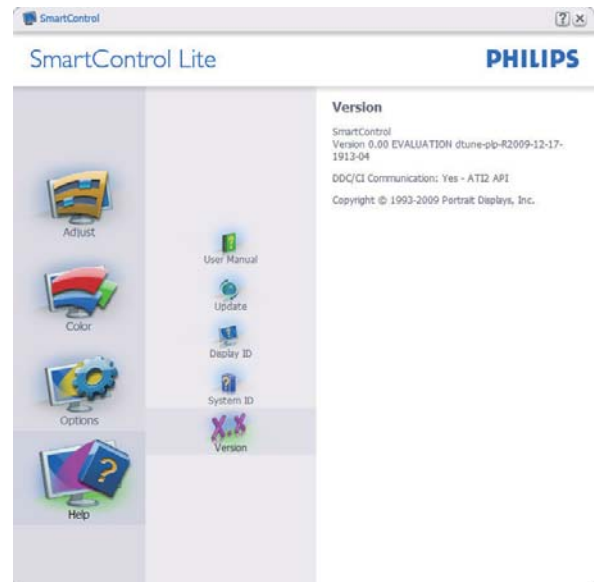 SmartControl
SmartControl Lite
PHILIPS
Adjust
Color
Options
Help
User Manual
Update
Display ID
System ID
Version
Version
SmartControl
Version 0.00 EVALUATION dtune-plp-R2009-12-17-
1913-04
DDC/CI Communication: Yes - ATI2 API
Copyright © 1993-2009 Portrait Displays, Inc.